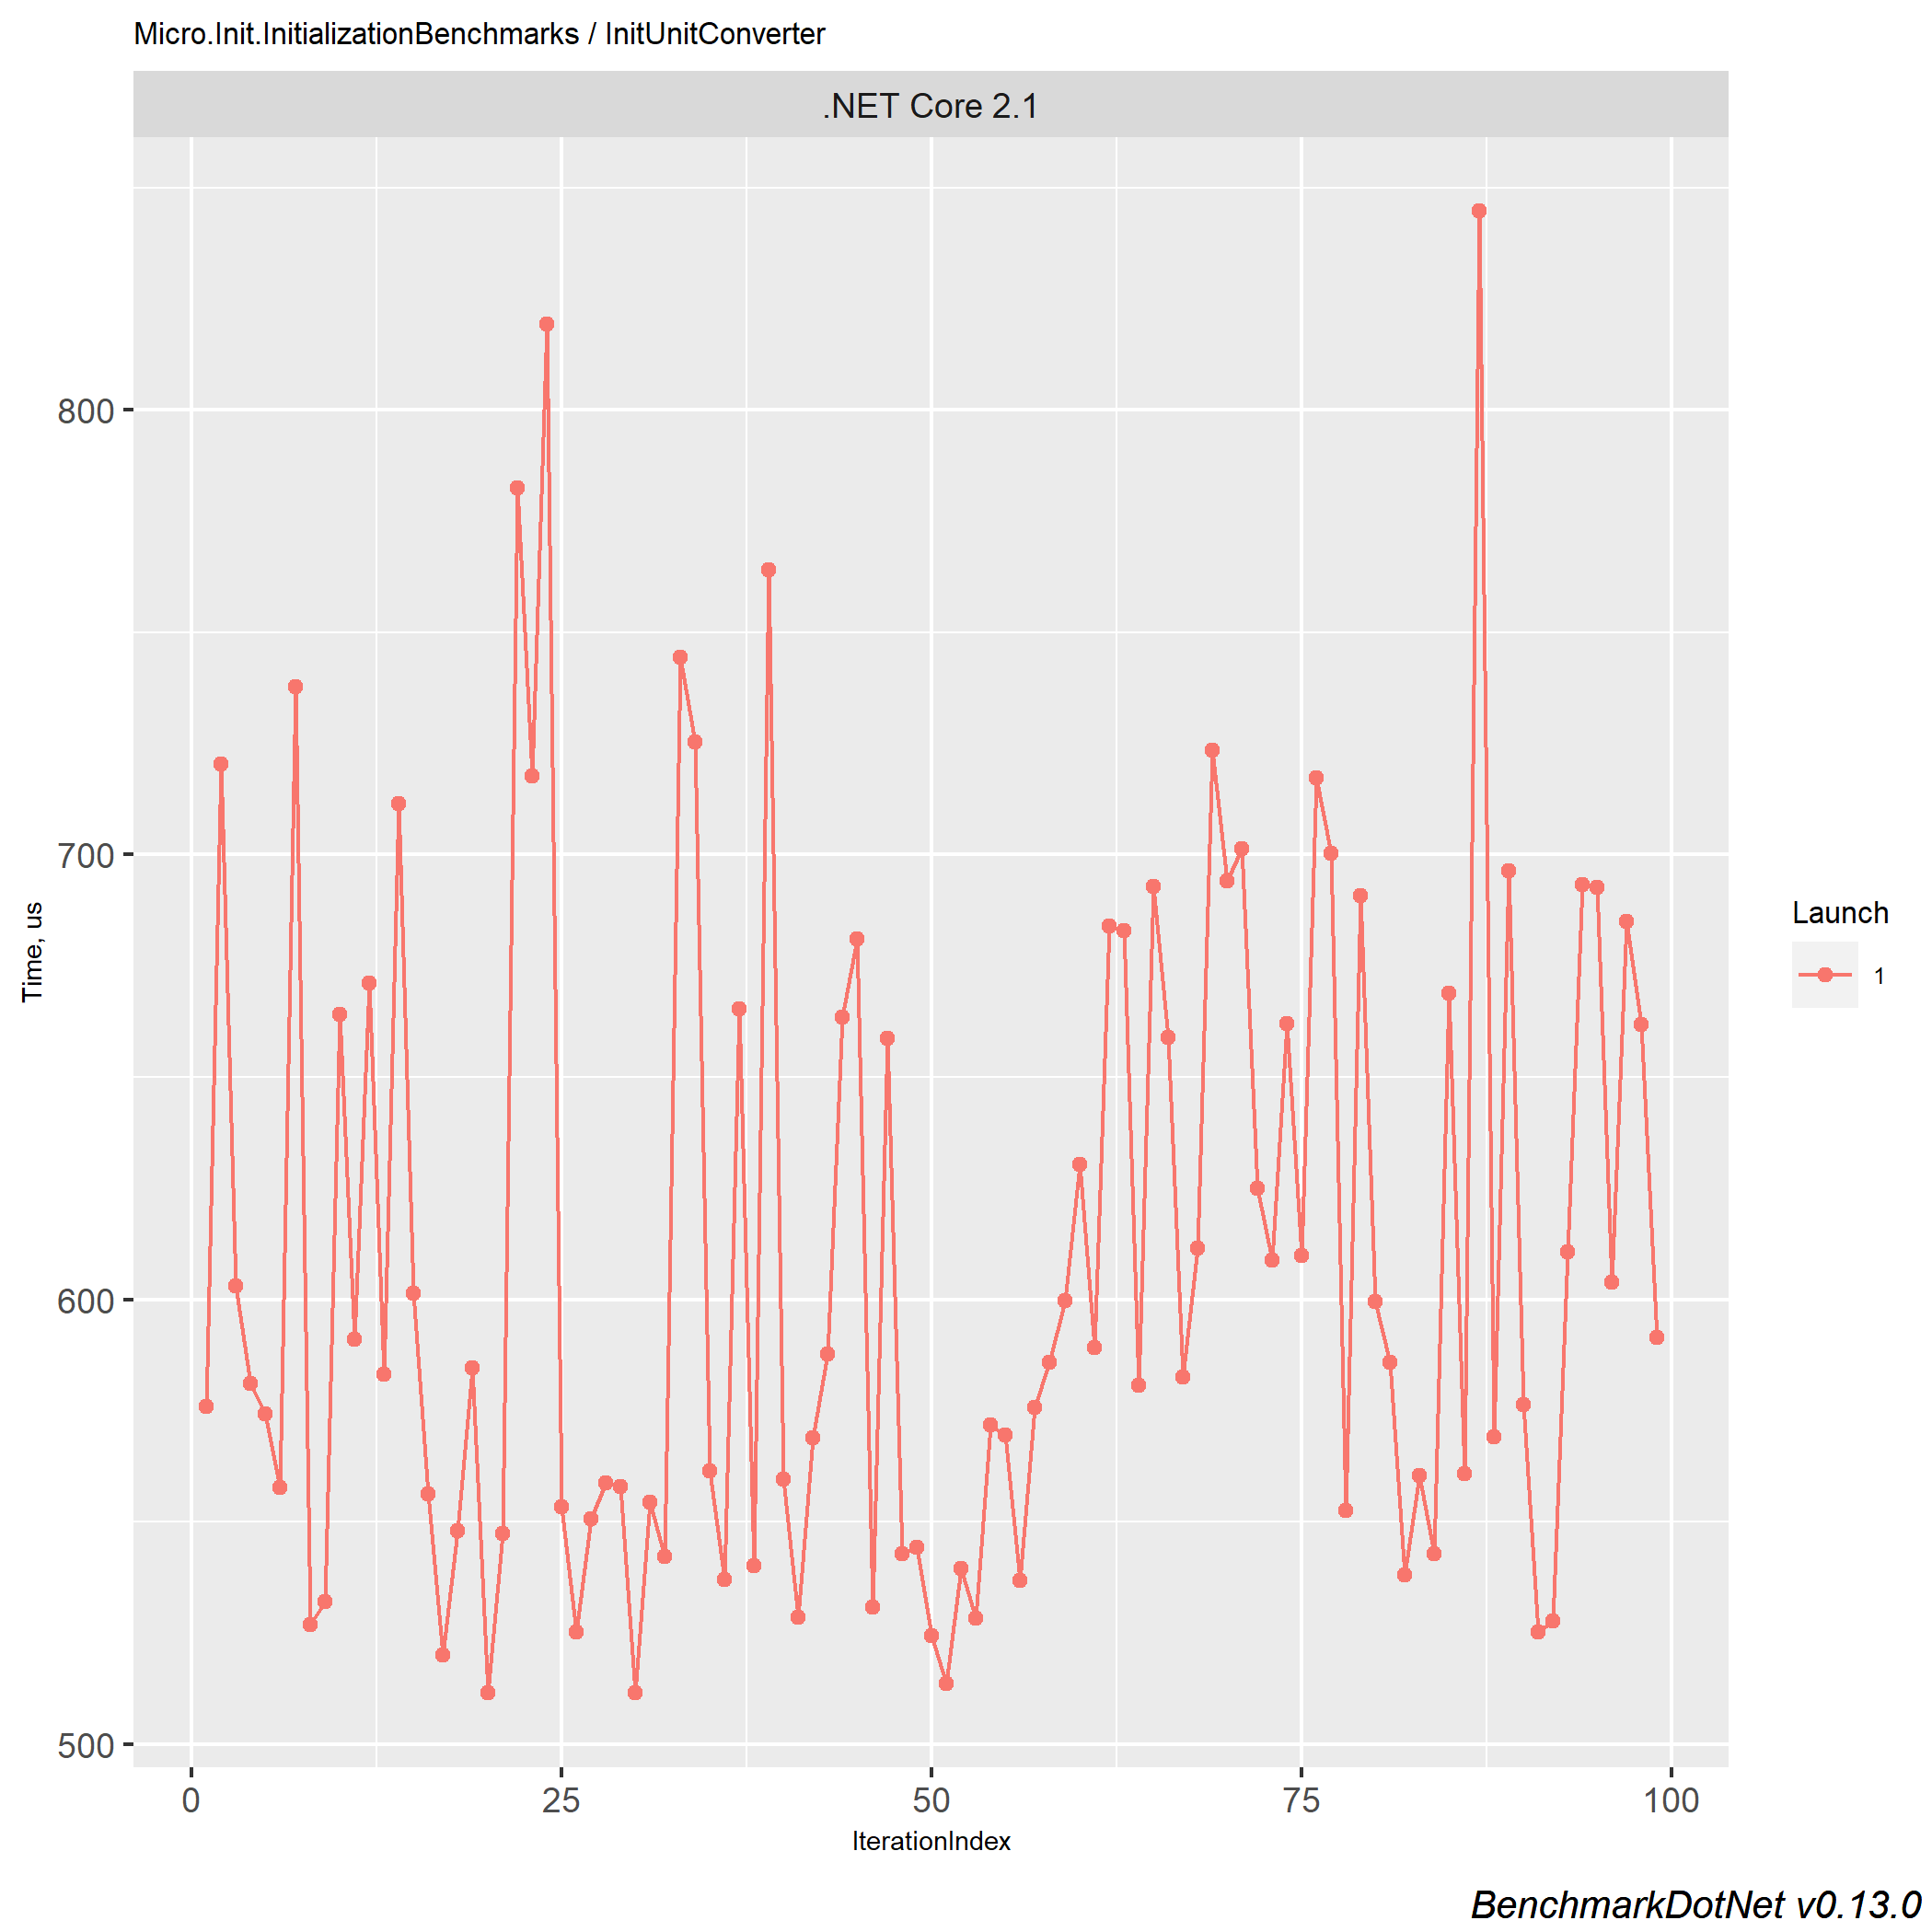 Micro.Init.InitializationBenchmarks / InitUnitConverter
.NET Core 2.1
800
700
600
500
Time, us
0 25 50 75 100
IterationIndex
Launch
1
BenchmarkDotNet v0.13.0